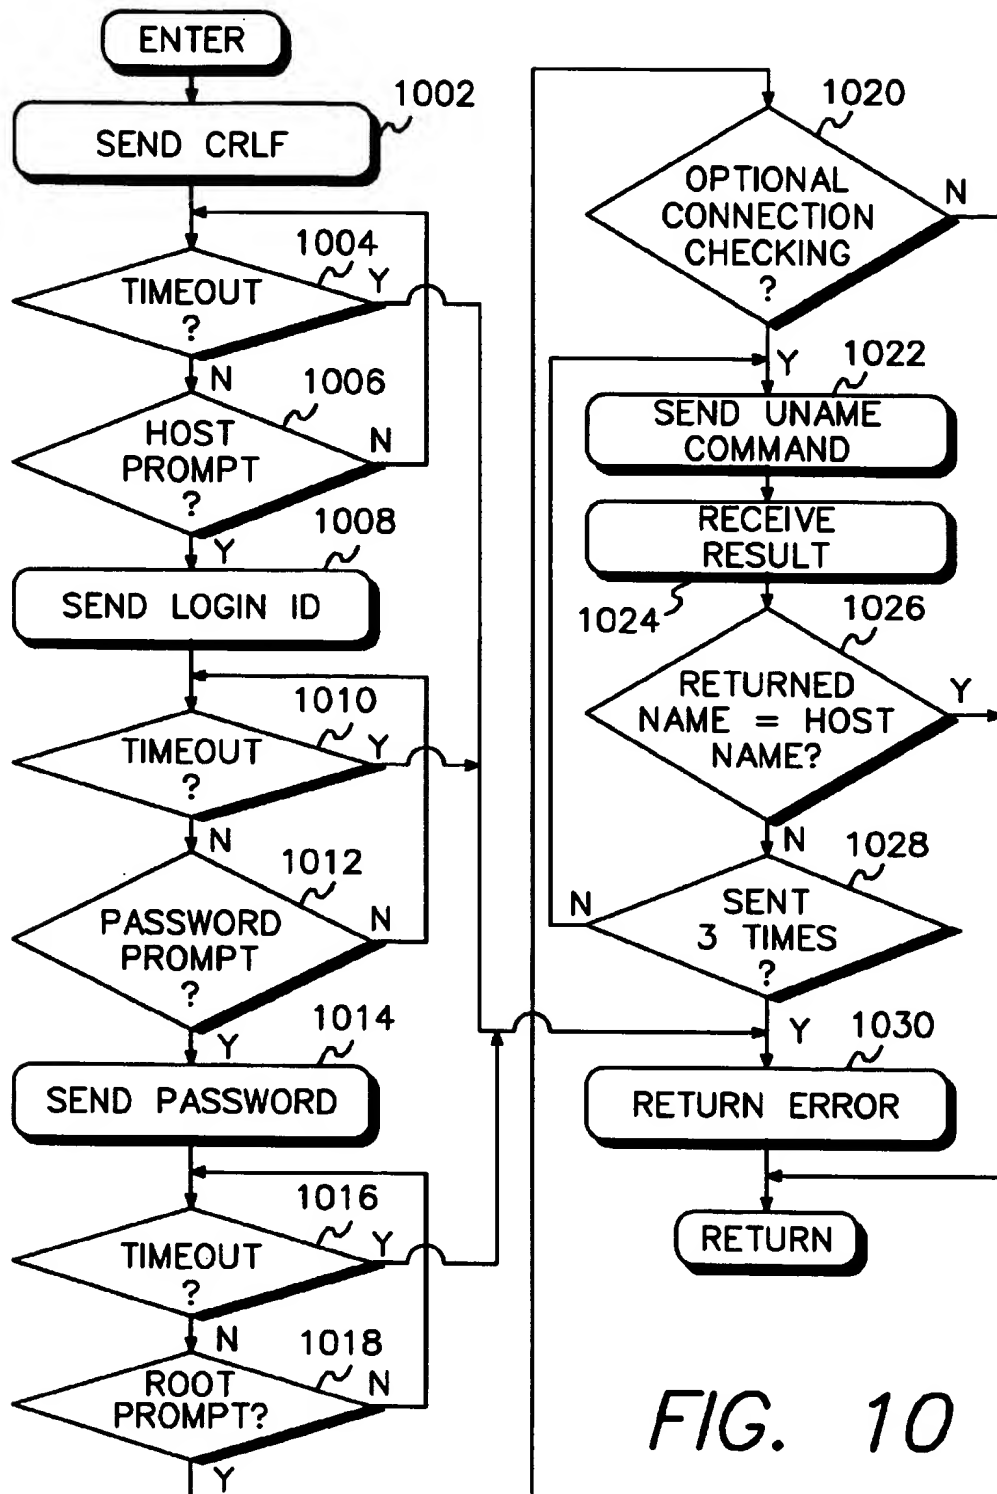 ENTER
1002
SEND CRLF
1004
TIMEOUT
?
Y
N
1006
HOST
PROMPT
?
N
Y
1008
SEND LOGIN ID
1010
TIMEOUT
?
Y
N
1012
PASSWORD
PROMPT
?
N
Y
1014
SEND PASSWORD
1016
TIMEOUT
?
Y
N
1018
ROOT
PROMPT?
N
Y
1020
OPTIONAL
CONNECTION
CHECKING
?
N
Y
1022
SEND UNAME
COMMAND
RECEIVE
RESULT
1024
1026
RETURNED
NAME = HOST
NAME?
Y
N
1028
SENT
3 TIMES
?
N
Y
1030
RETURN ERROR
RETURN
FIG. 10